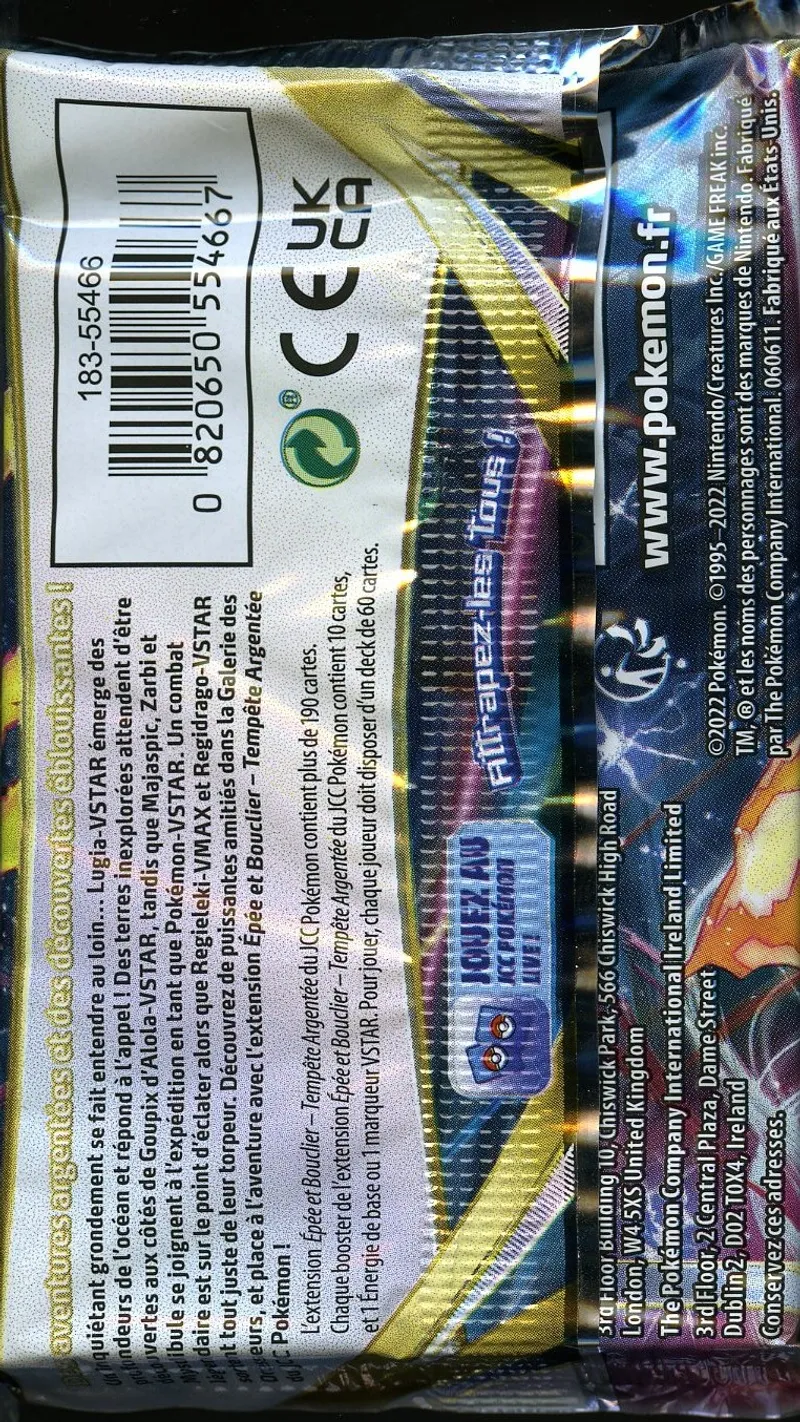 aventures argentées et des découvertes éblouissantes !
quiétant grondement se fait entendre au loin... Lugia-VSTAR émerge des
ndeurs de l'océan et répond à l'appel ! Des terres inexplorées attendent d'être
vertes aux côtés de Goupix d'Alola-VSTAR, tandis que Majaspic, Zarbi et
ibule se joignent à l'expédition en tant que Pokémon-VSTAR. Un combat
daire est sur le point d'éclater alors que Regieleki-VMAX et Regidrago-VSTAR
nt tout juste de leur torpeur. Découvrez de puissantes amitiés dans la Galerie des
eurs, et place à l'aventure avec l'extension Épée et Bouclier – Tempête Argentée
du JCC Pokémon !
L'extension Épée et Bouclier – Tempête Argentée du JCC Pokémon contient plus de 190 cartes.
Chaque booster de l'extension Épée et Bouclier – Tempête Argentée du JCC Pokémon contient 10 cartes,
et 1 Énergie de base ou 1 marqueur VSTAR. Pour jouer, chaque joueur doit disposer d'un deck de 60 cartes.
183-55466
0 820650 554667
®
CE UK
CA
JOUEZ AU
JCC POKÉMON
LIVE !
Attrapez-les tous !
3rd Floor Building 10, Chiswick Park, 566 Chiswick High Road
London, W4 5XS United Kingdom
The Pokémon Company International Ireland Limited
3rd Floor, 2 Central Plaza, Dame Street
Dublin 2, D02 T0X4, Ireland
Conservez ces adresses.
www.pokemon.fr
©2022 Pokémon. ©1995–2022 Nintendo/Creatures Inc./GAME FREAK inc.
TM, ® et les noms des personnages sont des marques de Nintendo. Fabriqué
par The Pokémon Company International. 060611. Fabriqué aux États-Unis.